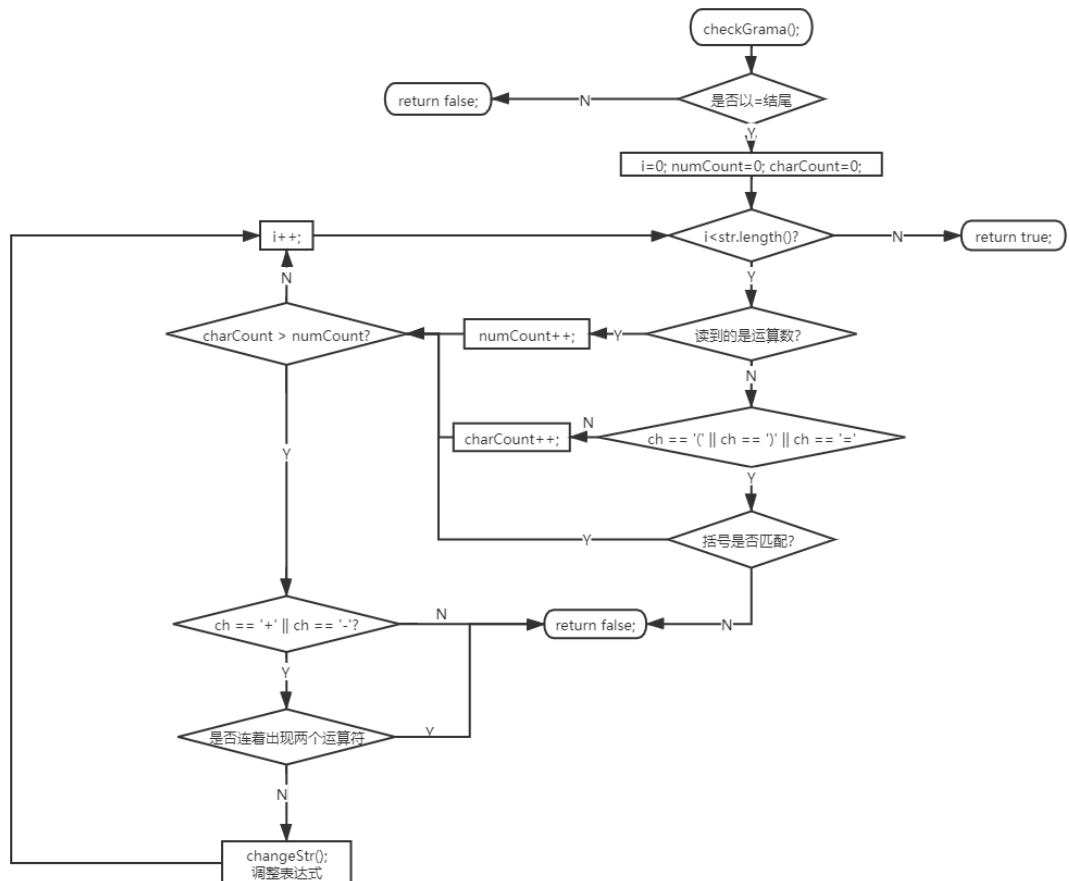 checkGrama();
是否以=结尾
N
return false;
Y
i=0; numCount=0; charCount=0;
i++;
i<str.length()?
N
return true;
N
Y
charCount > numCount?
numCount++;
Y
读到的是运算数?
N
charCount++;
N
ch == '(' || ch == ')' || ch == '='
Y
Y
Y
括号是否匹配?
ch == '+' || ch == '-'?
N
return false;
N
Y
是否连着出现两个运算符
Y
N
changeStr();
调整表达式